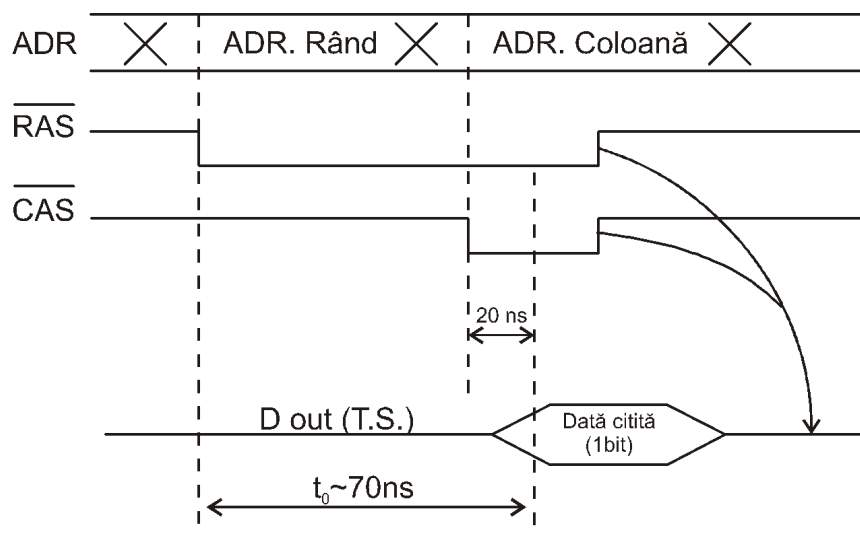 ADR
ADR. Rând
ADR. Coloană
RAS
CAS
20 ns
D out (T.S.)
Dată citită
(1bit)
t₀~70ns